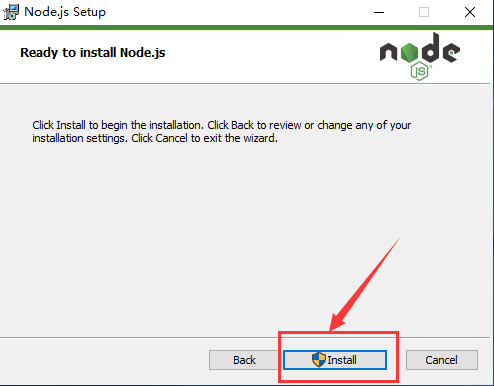 Node.js Setup
Ready to install Node.js
node
JS
Click Install to begin the installation. Click Back to review or change any of your
installation settings. Click Cancel to exit the wizard.
Back
Install
Cancel